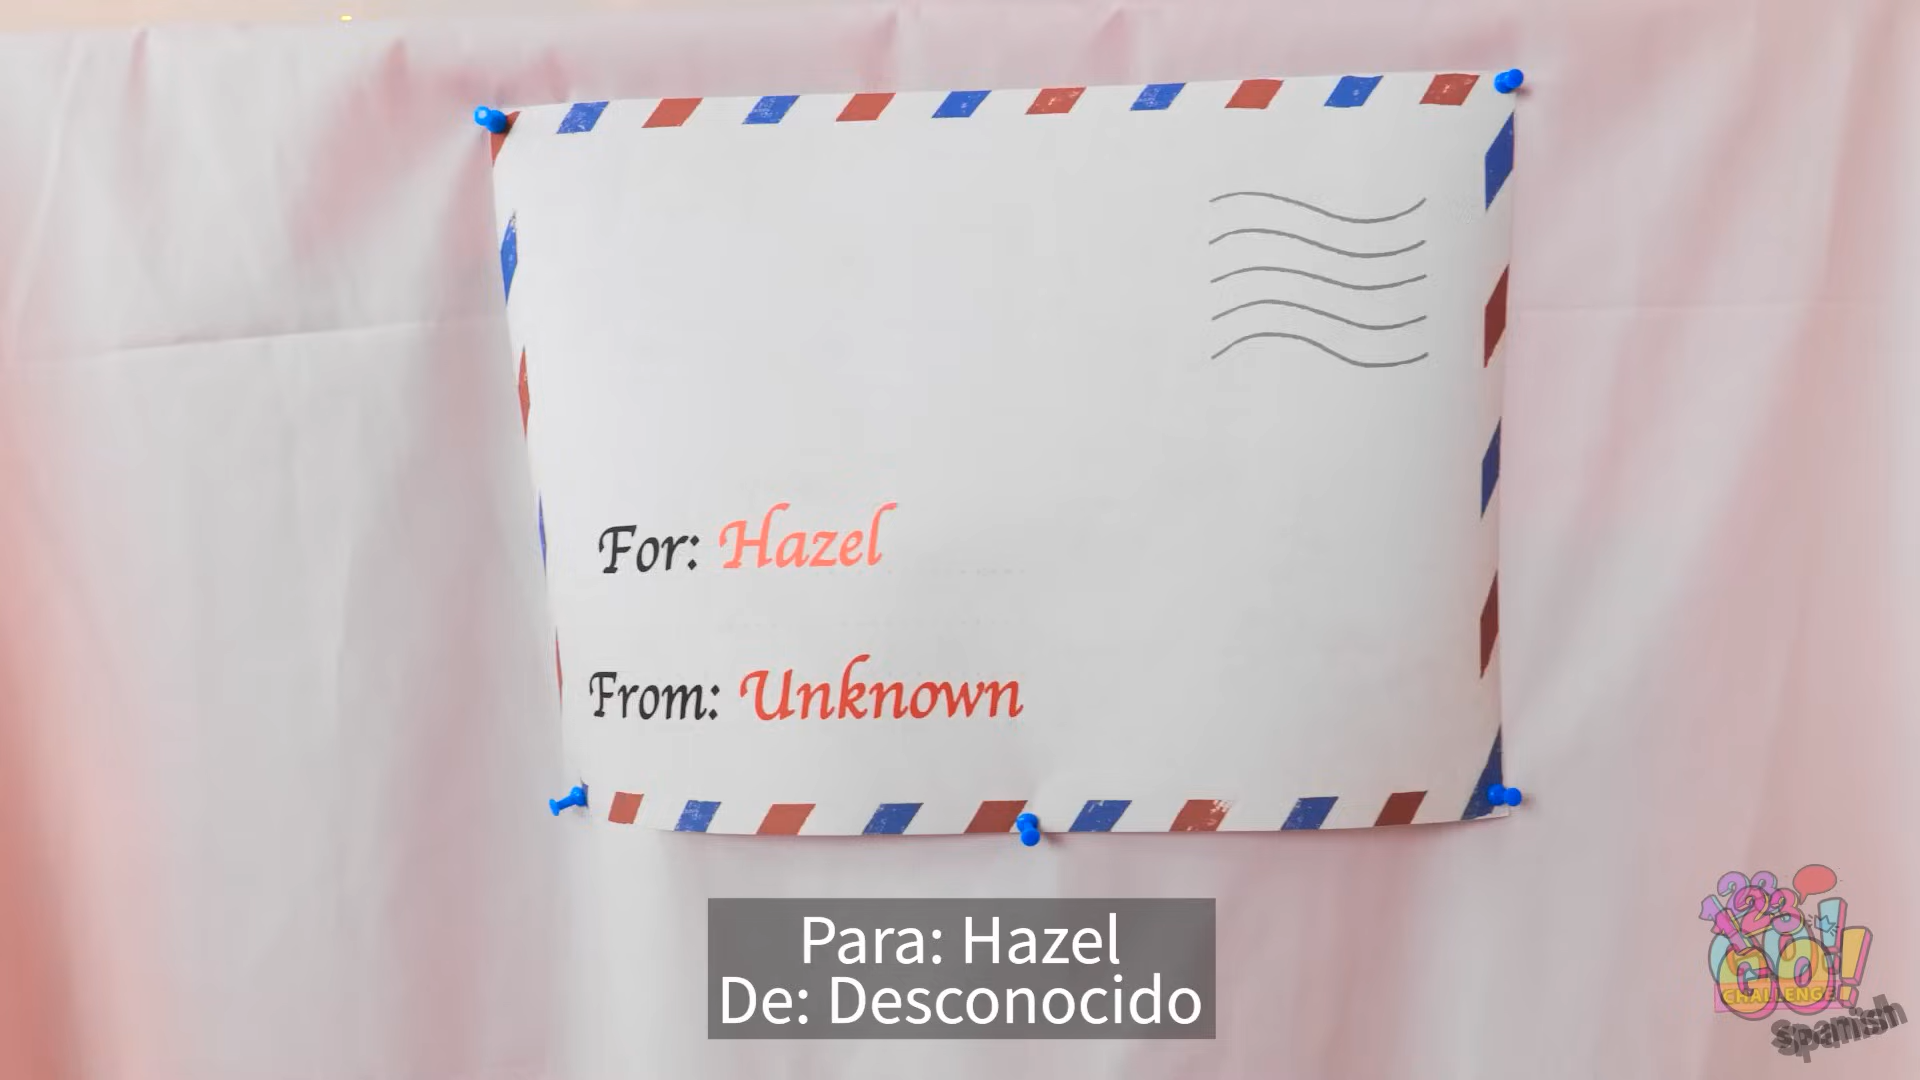 For: Hazel
From: Unknown
Para: Hazel
De: Desconocido
123
GO!
CHALLENGE
Spanish